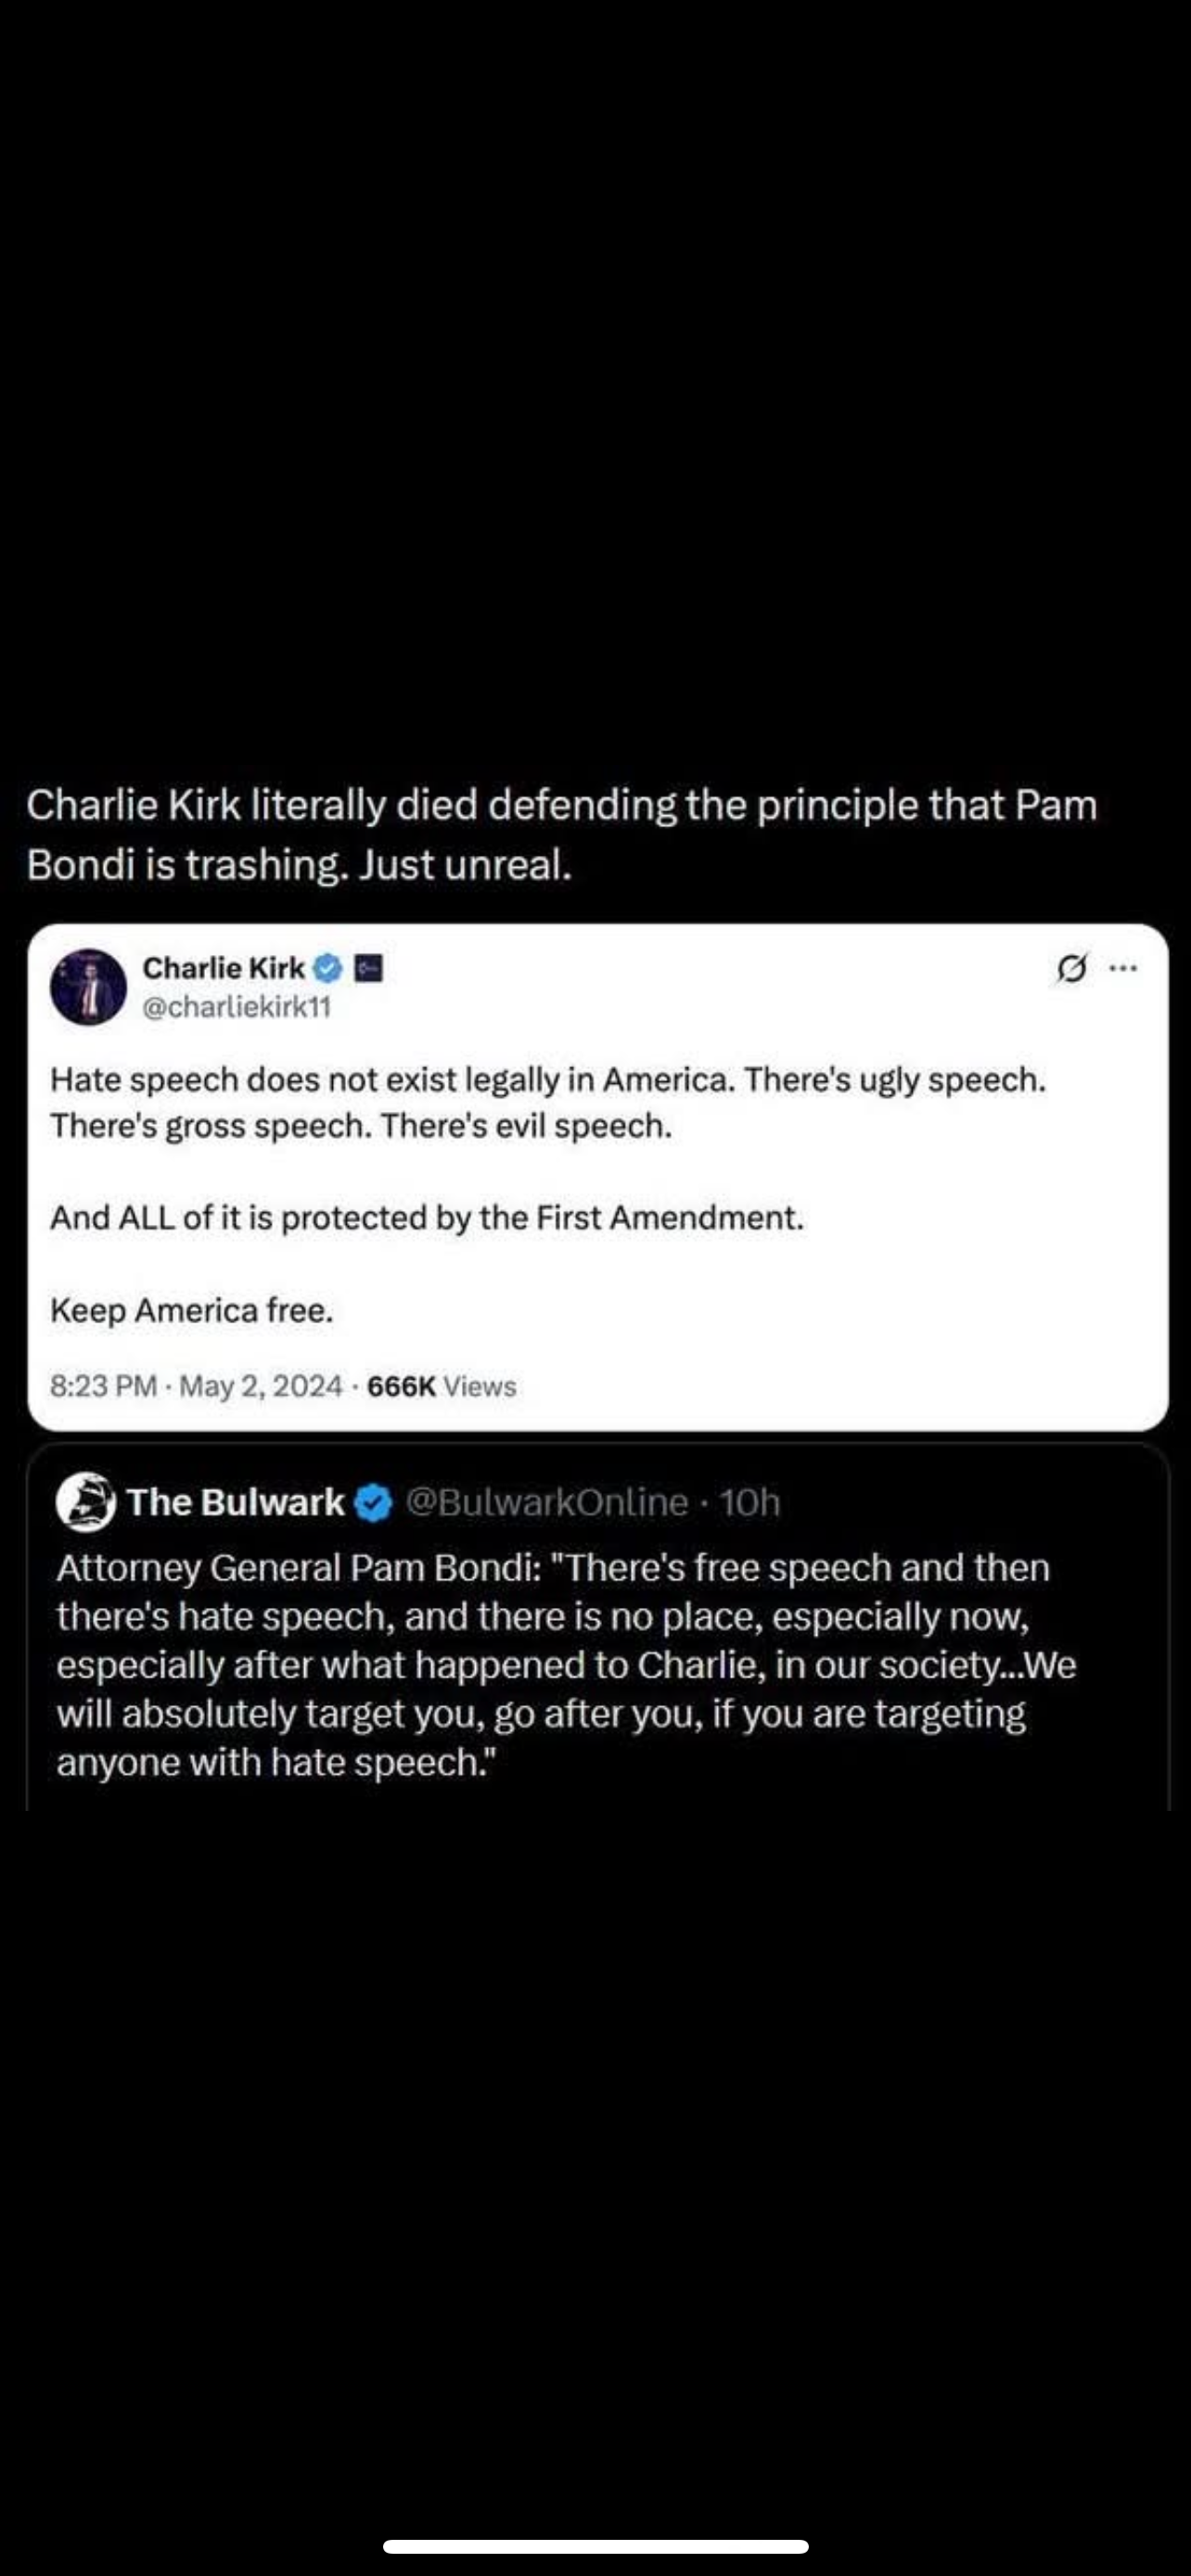 Charlie Kirk literally died defending the principle that Pam
Bondi is trashing. Just unreal.
Charlie Kirk
@charliekirk11
Hate speech does not exist legally in America. There's ugly speech.
There's gross speech. There's evil speech.
And ALL of it is protected by the First Amendment.
Keep America free.
8:23 PM · May 2, 2024 · 666K Views
The Bulwark @BulwarkOnline · 10h
Attorney General Pam Bondi: "There's free speech and then
there's hate speech, and there is no place, especially now,
especially after what happened to Charlie, in our society...We
will absolutely target you, go after you, if you are targeting
anyone with hate speech."